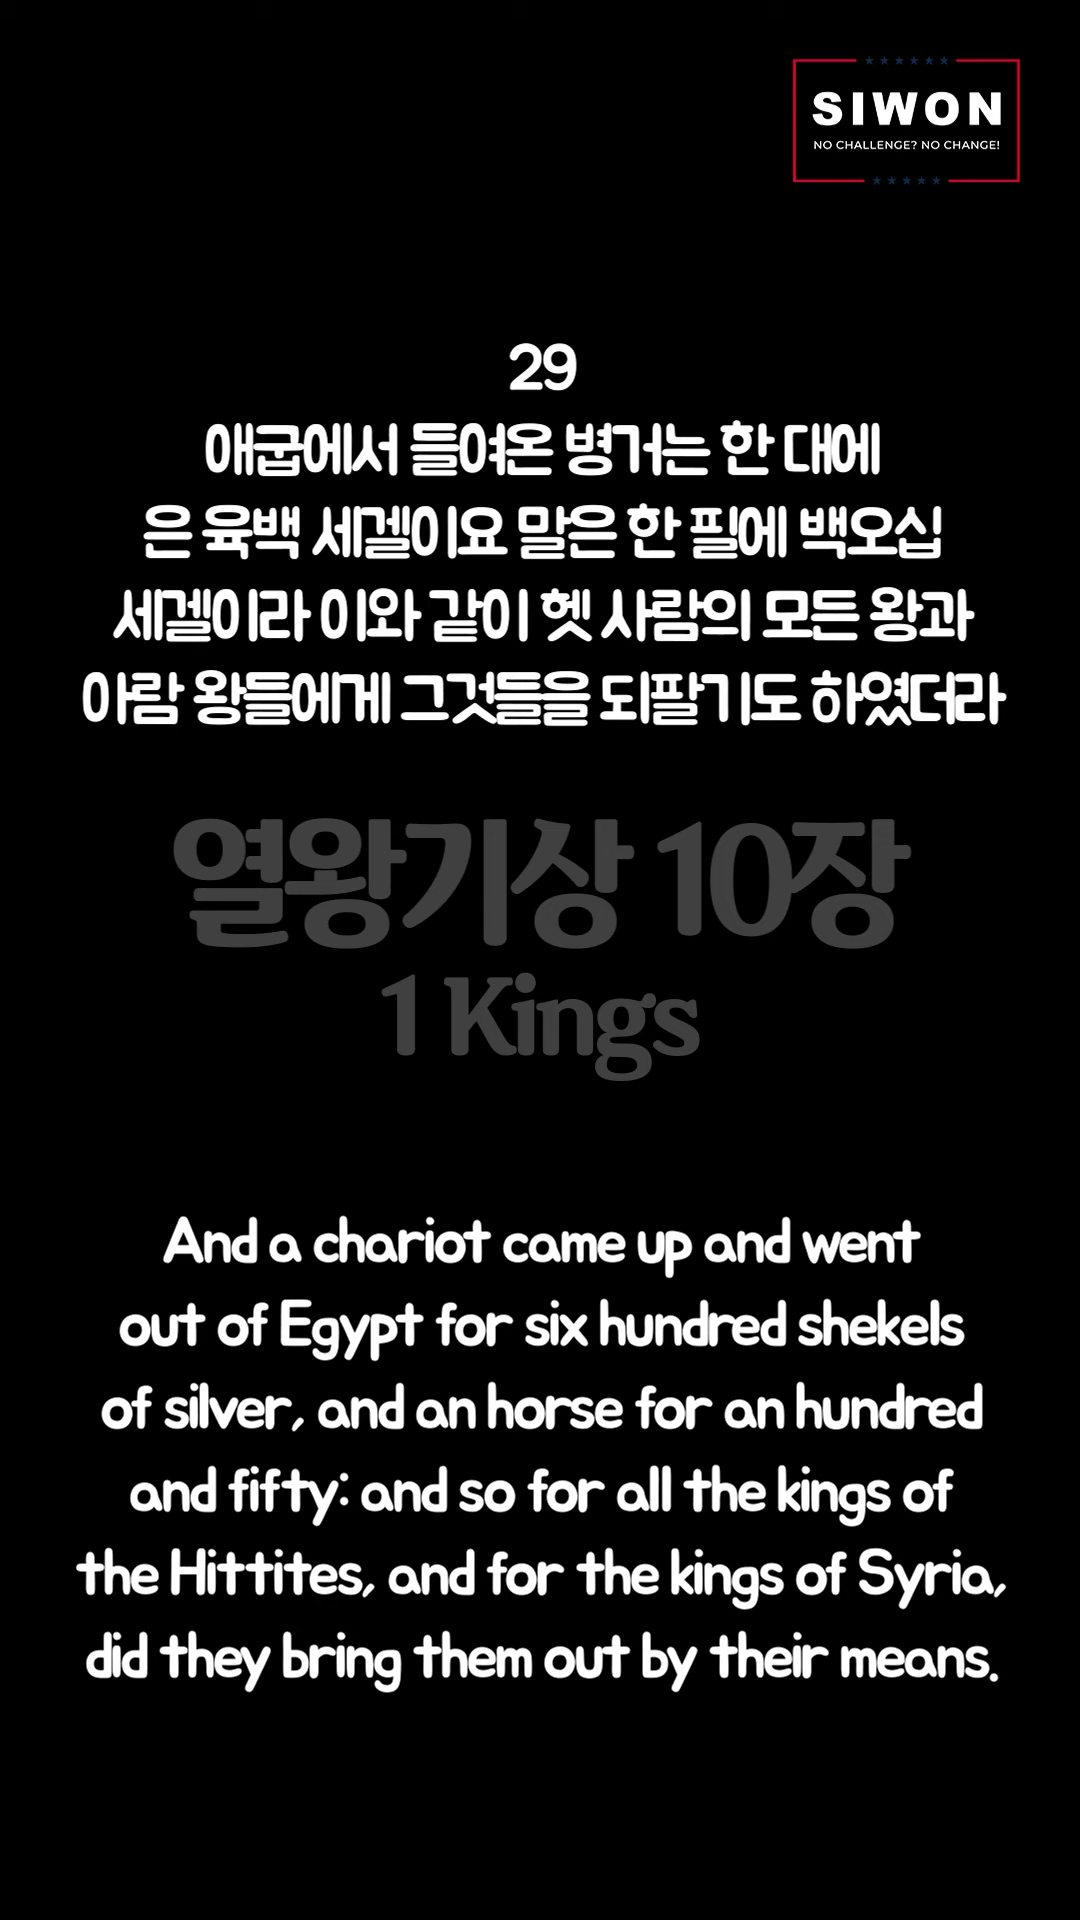 SIWON
NO CHALLENGE? NO CHANGE!
29
애굽에서 들여온 병거는 한 대에
은 육백 세겔이요 말은 한 필에 백오십
세겔이라 이와 같이 헷 사람의 모든 왕과
아람 왕들에게 그것들을 되팔기도 하였더라
열왕기상 10장
1 Kings
And a chariot came up and went
out of Egypt for six hundred shekels
of silver, and an horse for an hundred
and fifty: and so for all the kings of
the Hittites, and for the kings of Syria,
did they bring them out by their means.